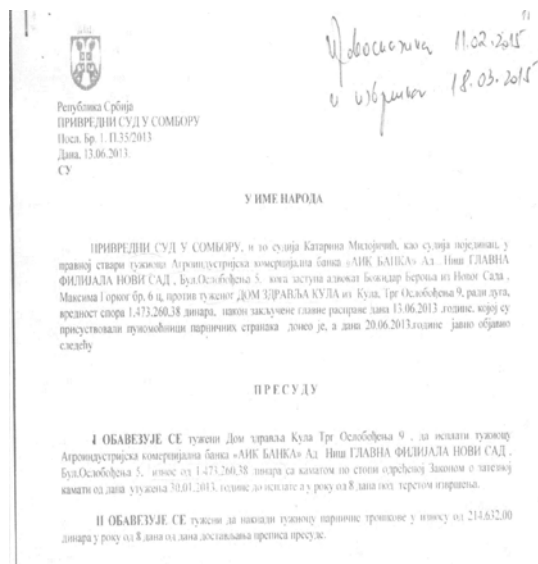 11.02.2015
и 18.03.2015
Република Србија
ПРИВРЕДНИ СУД У СОМБОРУ
Посл. Бр. 1. П.35/2013
Дана, 13.06.2013.
СУ
У ИМЕ НАРОДА
ПРИВРЕДНИ СУД У СОМБОРУ, и то судија Катарина Милојевић, као судија појединац, у
правној ствари тужиоца Агроиндустријска комерцијална банка «АИК БАНКА» Ад . Ниш ГЛАВНА
ФИЛИЈАЛА НОВИ САД , Бул.Ослобођења 5, кога заступа адвокат Божидар из Новог Сада ,
Максима Горког бр. 6 ц, против туженог ДОМ ЗДРАВЉА КУЛА из Кула, Трг Ослобођења 9, ради дуга,
вредност спора 1.473.260,38 динара, након закључене главне расправе дана 13.06.2013 .године, којој су
присуствовали пуномоћници парничних странака донео је, а дана 20.06.2013.године јавно објавио
следећу
П Р Е С У Д У
I ОБАВЕЗУЈЕ СЕ тужени Дом здравља Кула Трг Ослобођења 9 , да исплати тужиоцу
Агроиндустријска комерцијална банка «АИК БАНКА» Ад Ниш ГЛАВНА ФИЛИЈАЛА НОВИ САД ,
Бул.Ослобођења 5, износ од 1.473.260,38 динара са каматом по стопи одређеној Законом о затезној
камати од дана утужења 30.01.2013. године до исплате а у року од 8 дана под теретом извршења.
II ОБАВЕЗУЈЕ СЕ тужени да накнади тужиоцу парничне трошкове у износу од 214.632,00
динара у року од 8 дана од дана достављања преписа пресуде.